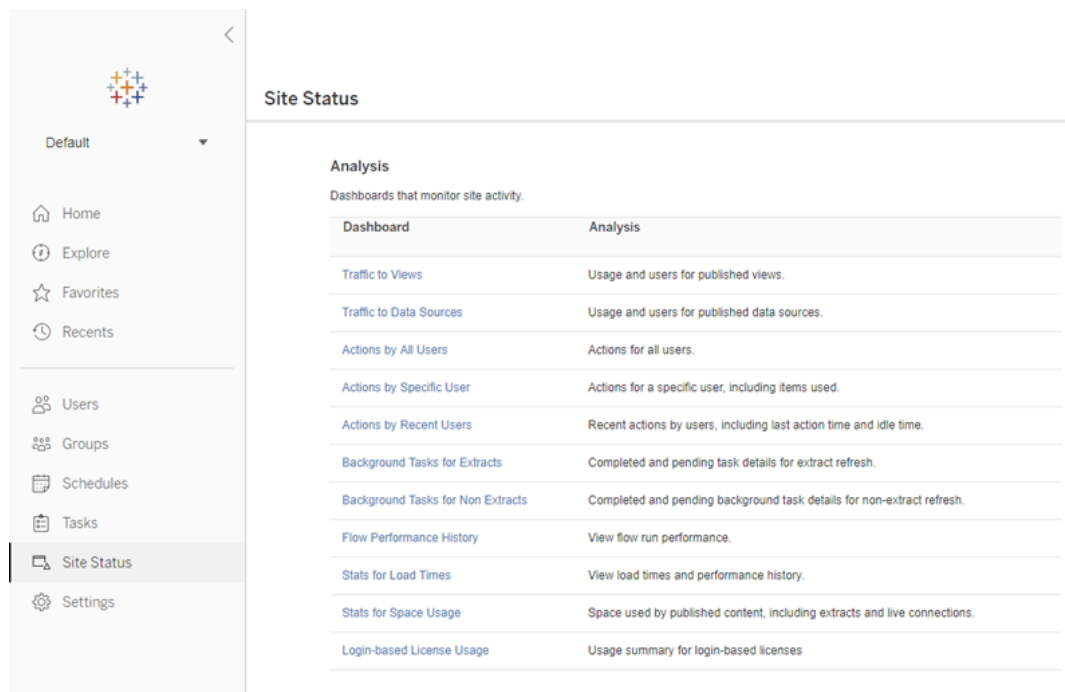 Default
Home
Explore
Favorites
Recents
Users
Groups
Schedules
Tasks
Site Status
Settings
Site Status
Analysis
Dashboards that monitor site activity.
Dashboard Analysis
Traffic to Views Usage and users for published views.
Traffic to Data Sources Usage and users for published data sources.
Actions by All Users Actions for all users.
Actions by Specific User Actions for a specific user, including items used.
Actions by Recent Users Recent actions by users, including last action time and idle time.
Background Tasks for Extracts Completed and pending task details for extract refresh.
Background Tasks for Non Extracts Completed and pending background task details for non-extract refresh.
Flow Performance History View flow run performance.
Stats for Load Times View load times and performance history.
Stats for Space Usage Space used by published content, including extracts and live connections.
Login-based License Usage Usage summary for login-based licenses